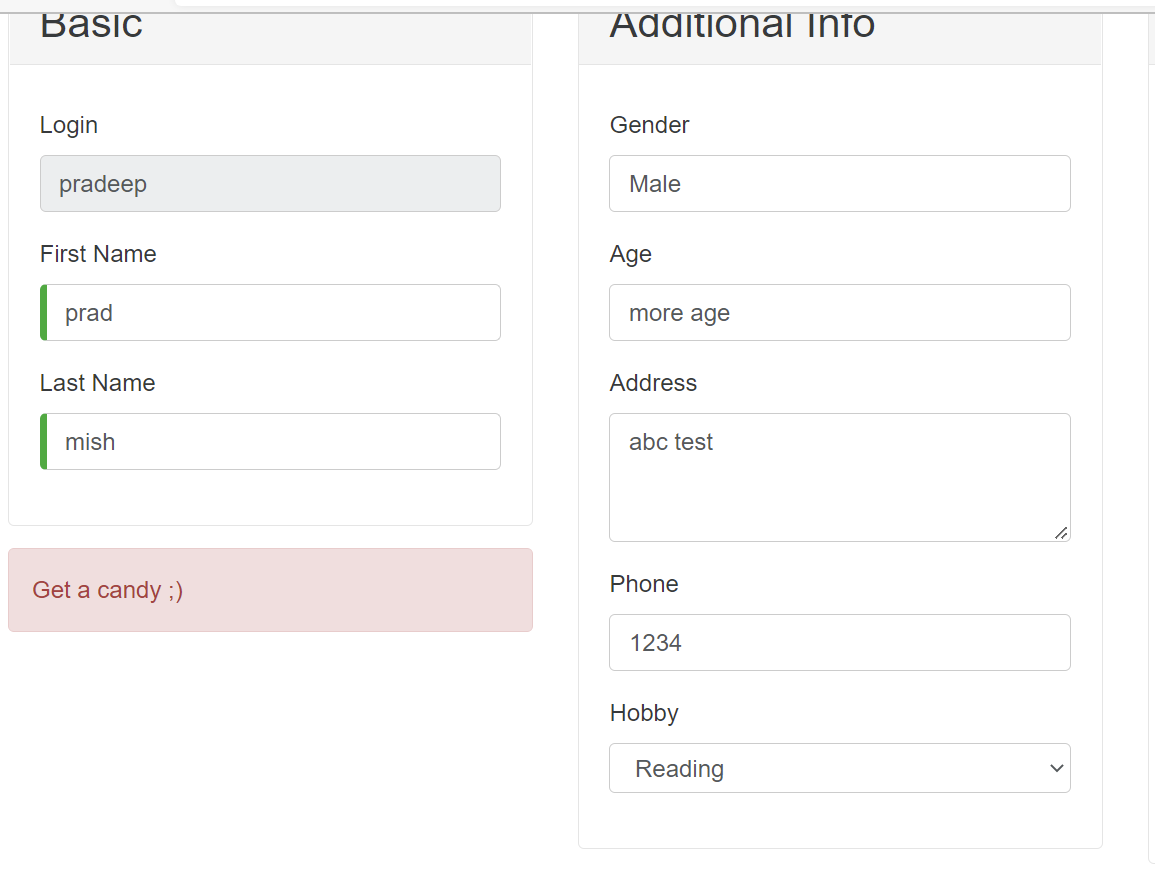 Basic
Login
pradeep
First Name
prad
Last Name
mish
Get a candy ;)
Additional Info
Gender
Male
Age
more age
Address
abc test
Phone
1234
Hobby
Reading